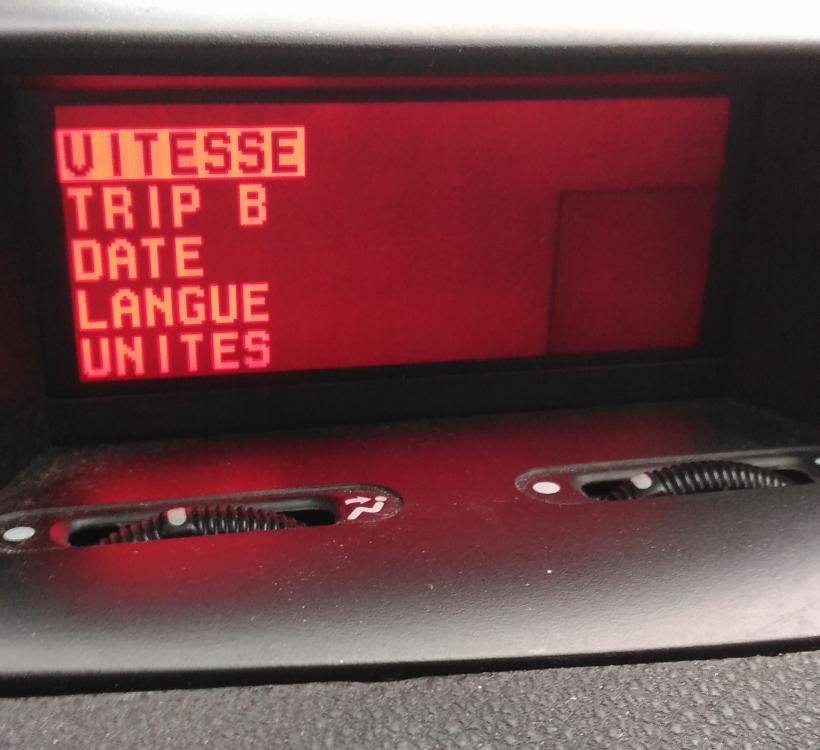 VITESSE
TRIP B
DATE
LANGUE
UNITES